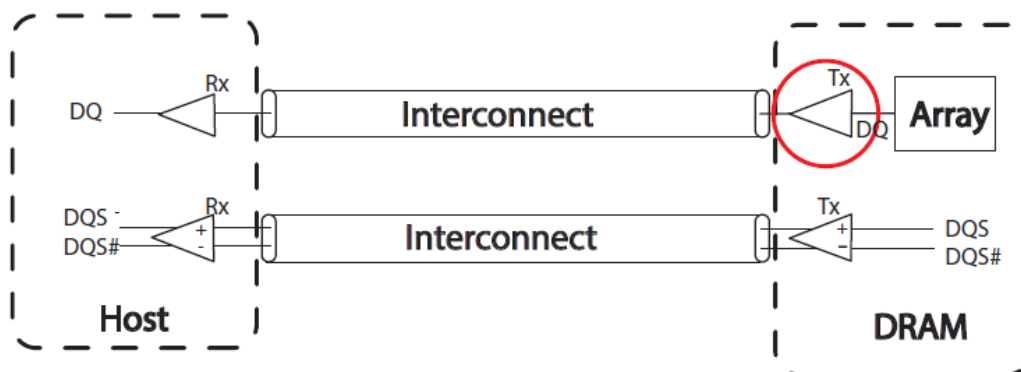 Rx
Tx
DQ
Interconnect
DQ
Array
DQS
Rx
+
-
DQS#
Interconnect
Tx
+
-
DQS
DQS#
Host
DRAM